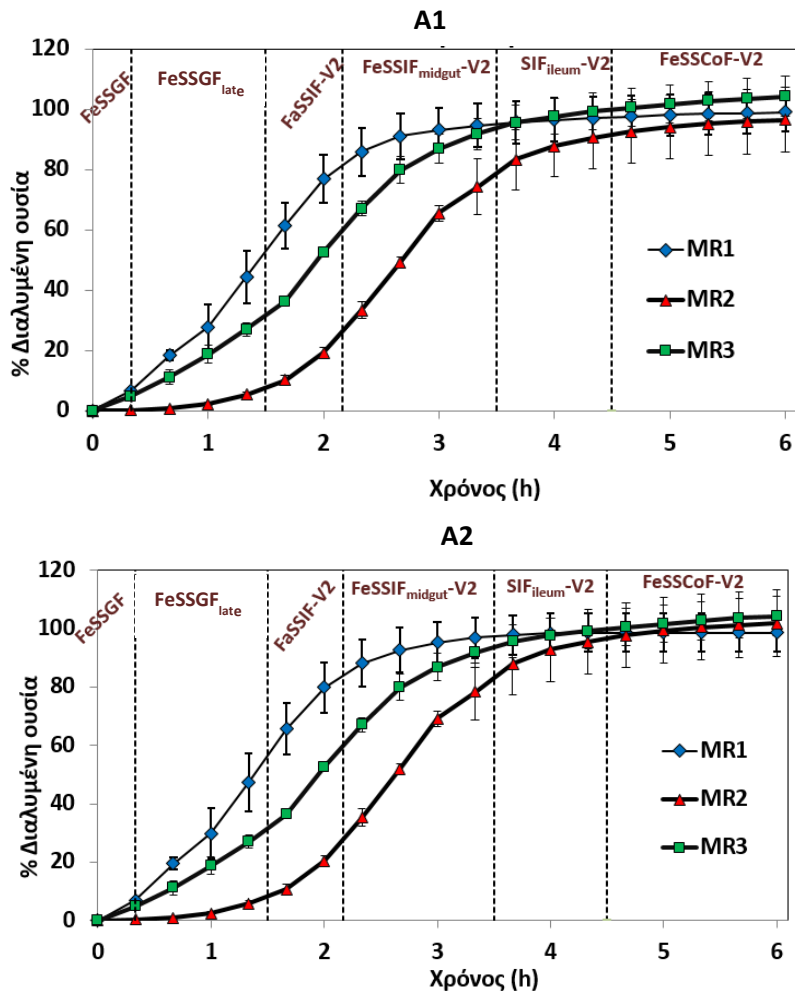 A1
120
100
80
60
40
20
0
% Διαλυμένη ουσία
FeSSGF
FeSSGFlate
FaSSIF-V2
FeSSIFmidgut-V2
SIFileum-V2
FeSSCoF-V2
MR1
MR2
MR3
0 1 2 3 4 5 6
Χρόνος (h)
A2
120
100
80
60
40
20
0
% Διαλυμένη ουσία
FeSSGF
FeSSGFlate
FaSSIF-V2
FeSSIFmidgut-V2
SIFileum-V2
FeSSCoF-V2
MR1
MR2
MR3
0 1 2 3 4 5 6
Χρόνος (h)